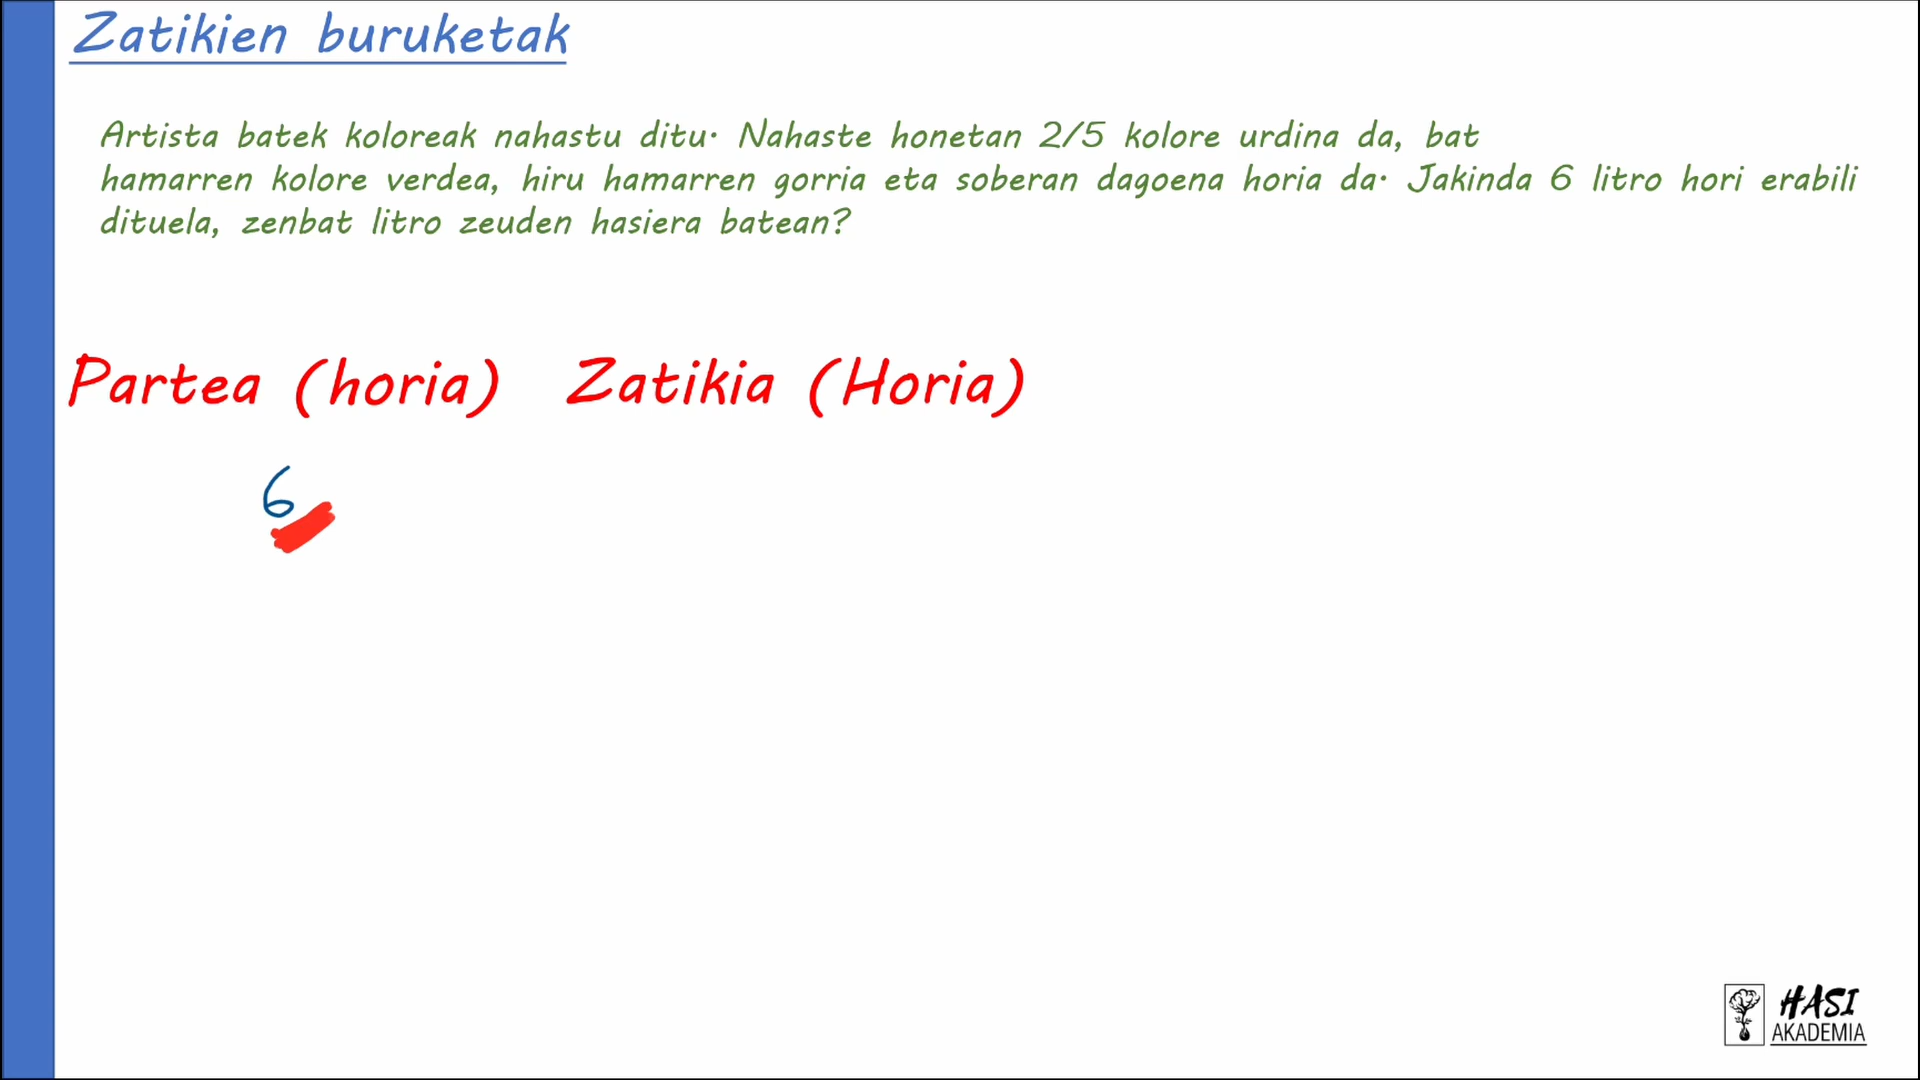 Zatikien buruketak
Artista batek koloreak nahastu ditu. Nahaste honetan 2/5 kolore urdina da, bat
hamarren kolore verdea, hiru hamarren gorria eta soberan dagoena horia da. Jakinda 6 litro hori erabili
dituela, zenbat litro zeuden hasiera batean?
Partea (horia) Zatikia (Horia)
6
HASI
AKADEMIA